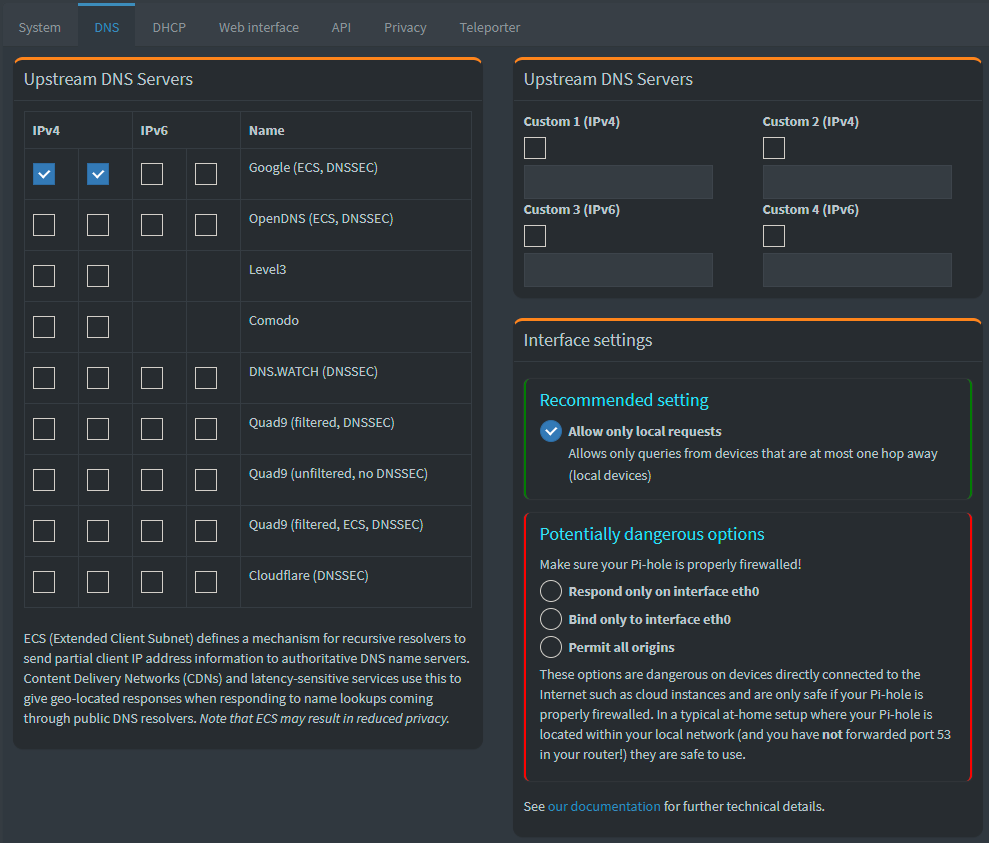 System DNS DHCP Web interface API Privacy Teleporter
Upstream DNS Servers
IPv4 IPv6 Name
Google (ECS, DNSSEC)
OpenDNS (ECS, DNSSEC)
Level3
Comodo
DNS.WATCH (DNSSEC)
Quad9 (filtered, DNSSEC)
Quad9 (unfiltered, no DNSSEC)
Quad9 (filtered, ECS, DNSSEC)
Cloudflare (DNSSEC)
ECS (Extended Client Subnet) defines a mechanism for recursive resolvers to
send partial client IP address information to authoritative DNS name servers.
Content Delivery Networks (CDNs) and latency-sensitive services use this to
give geo-located responses when responding to name lookups coming
through public DNS resolvers. Note that ECS may result in reduced privacy.
Upstream DNS Servers
Custom 1 (IPv4) Custom 2 (IPv4)
Custom 3 (IPv6) Custom 4 (IPv6)
Interface settings
Recommended setting
Allow only local requests
Allows only queries from devices that are at most one hop away
(local devices)
Potentially dangerous options
Make sure your Pi-hole is properly firewalled!
Respond only on interface eth0
Bind only to interface eth0
Permit all origins
These options are dangerous on devices directly connected to the
Internet such as cloud instances and are only safe if your Pi-hole is
properly firewalled. In a typical at-home setup where your Pi-hole is
located within your local network (and you have not forwarded port 53
in your router!) they are safe to use.
See our documentation for further technical details.